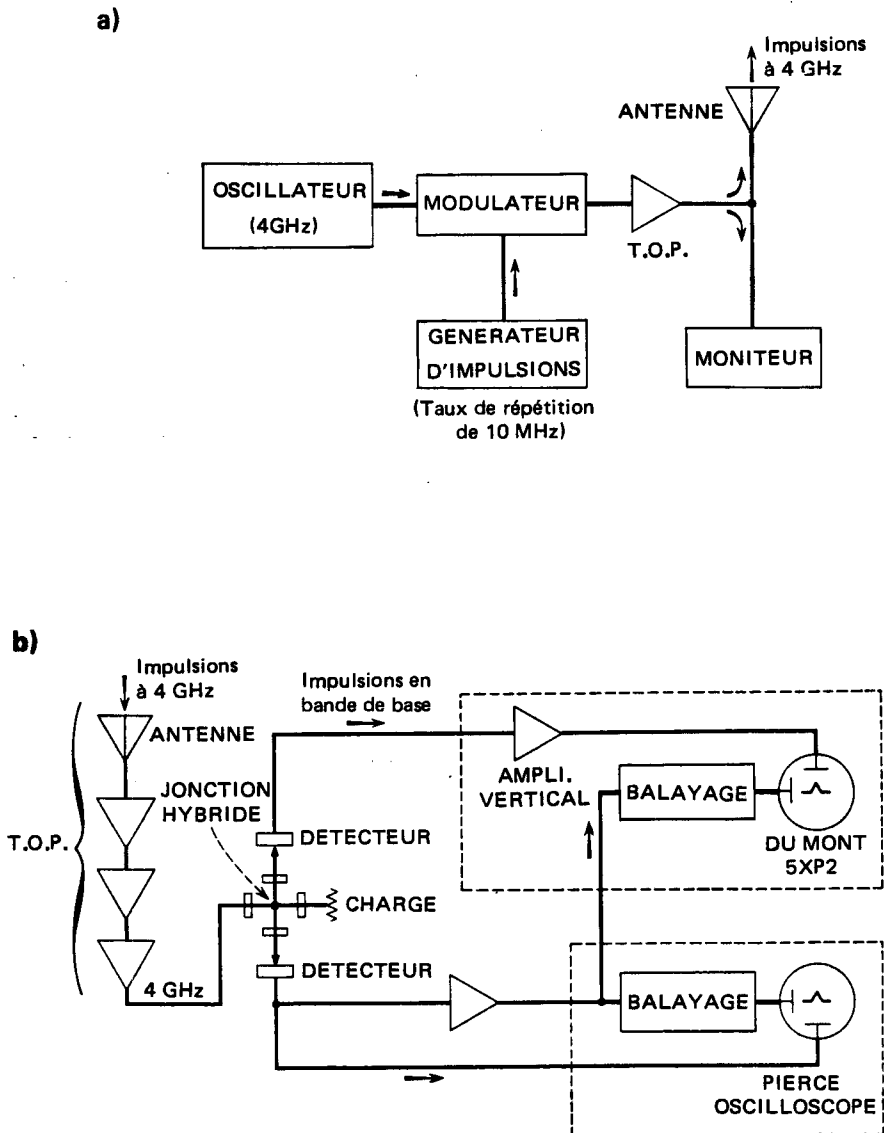 a)
Impulsions
à 4 GHz
ANTENNE
OSCILLATEUR
(4GHz)
MODULATEUR
T.O.P.
GENERATEUR
D'IMPULSIONS
(Taux de répétition
de 10 MHz)
MONITEUR
b)
Impulsions
à 4 GHz
ANTENNE
T.O.P.
4 GHz
JONCTION
HYBRIDE
Impulsions en
bande de base
DETECTEUR
CHARGE
DETECTEUR
AMPLI.
VERTICAL
BALAYAGE
DU MONT
5XP2
BALAYAGE
PIERCE
OSCILLOSCOPE